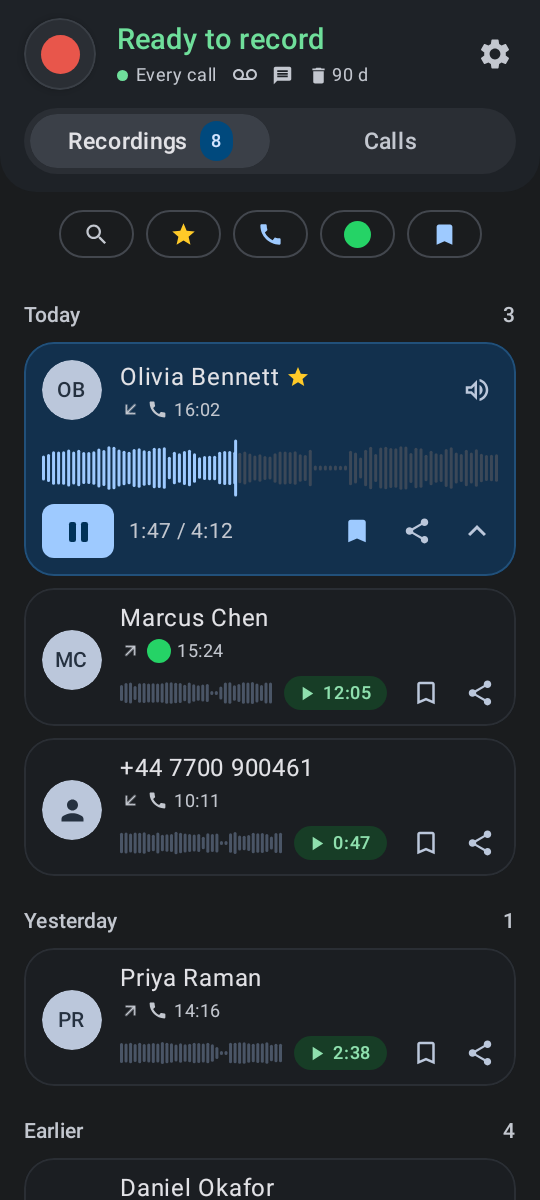 Ready to record
Every call 90 d
Recordings 8 Calls
Today 3
OB Olivia Bennett
16:02
1:47 / 4:12
Marcus Chen
MC 15:24
12:05
+44 7700 900461
10:11
0:47
Yesterday 1
Priya Raman
PR 14:16
2:38
Earlier 4
Daniel Okafor